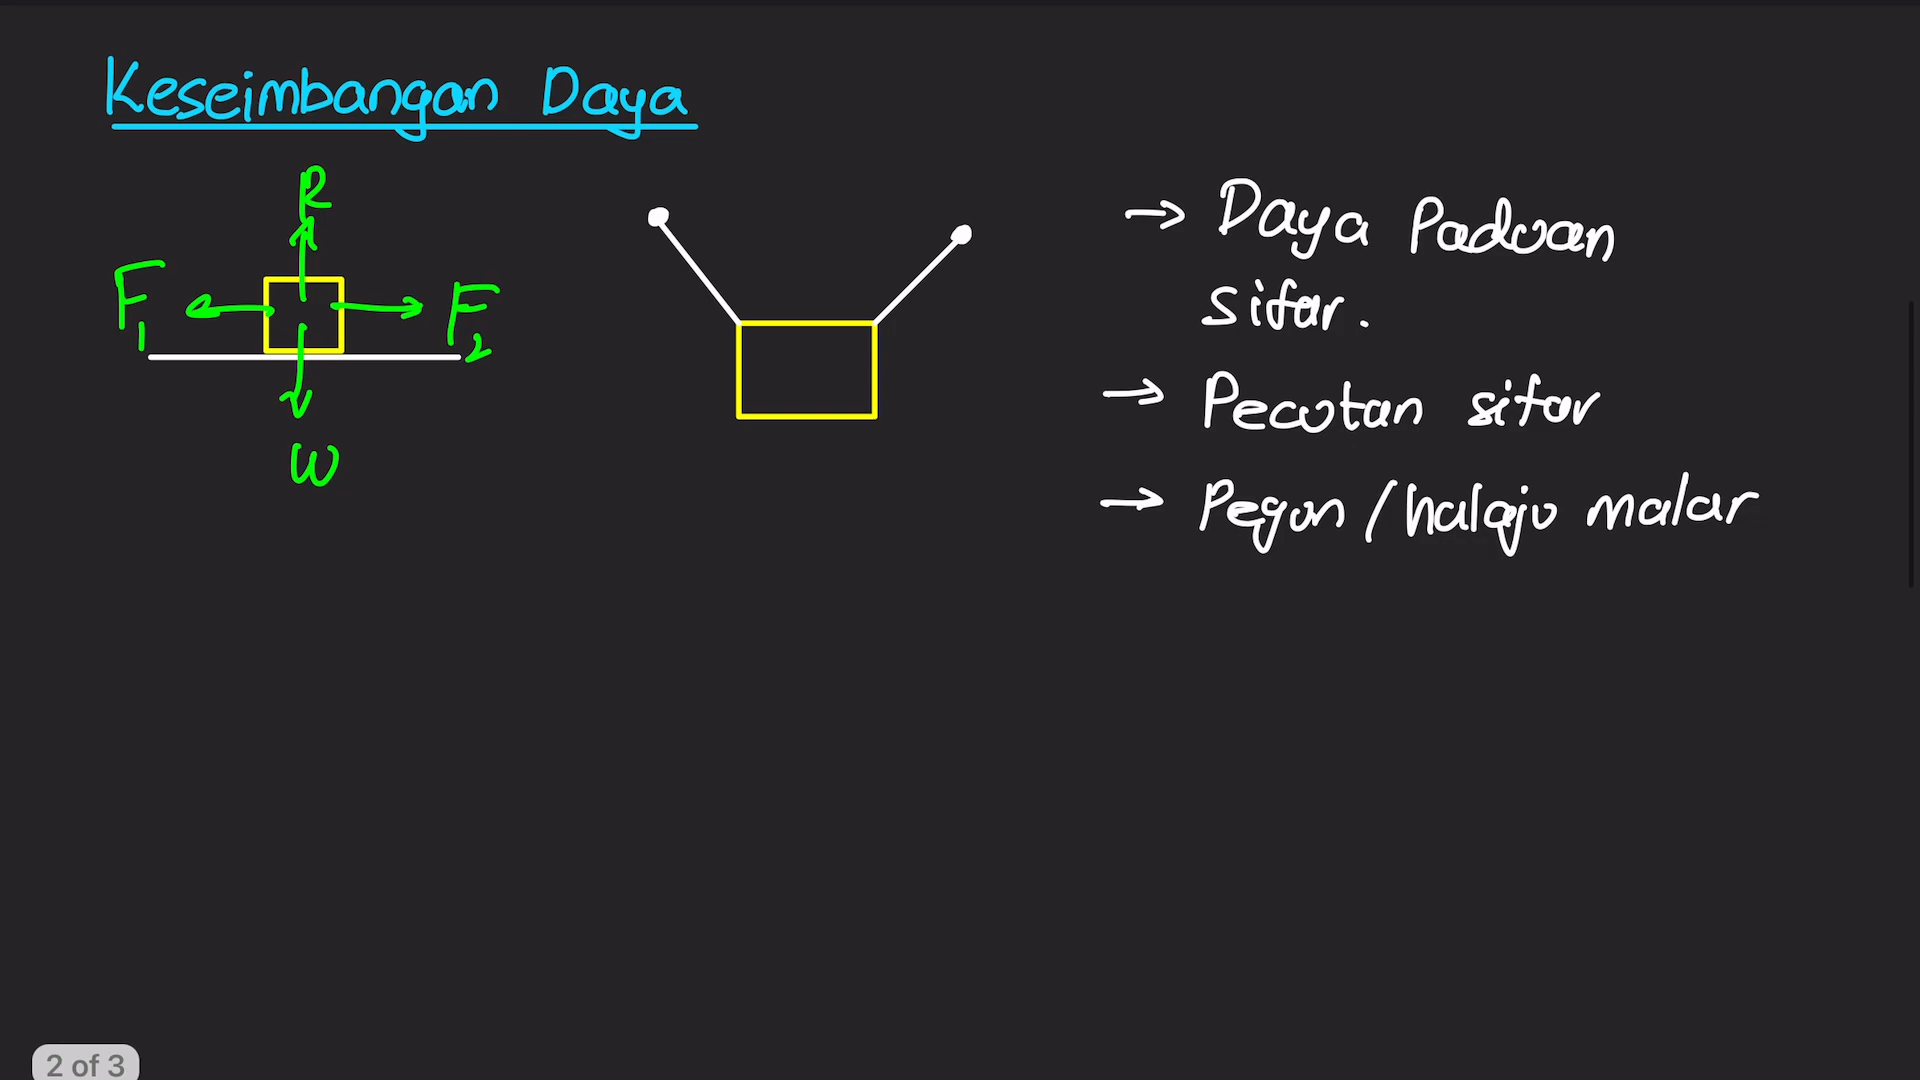 Keseimbangan Daya
R
F1
F2
W
→ Daya Paduan
sifar.
→ Pecutan sifar
→ Pegun / halaju malar
2 of 3